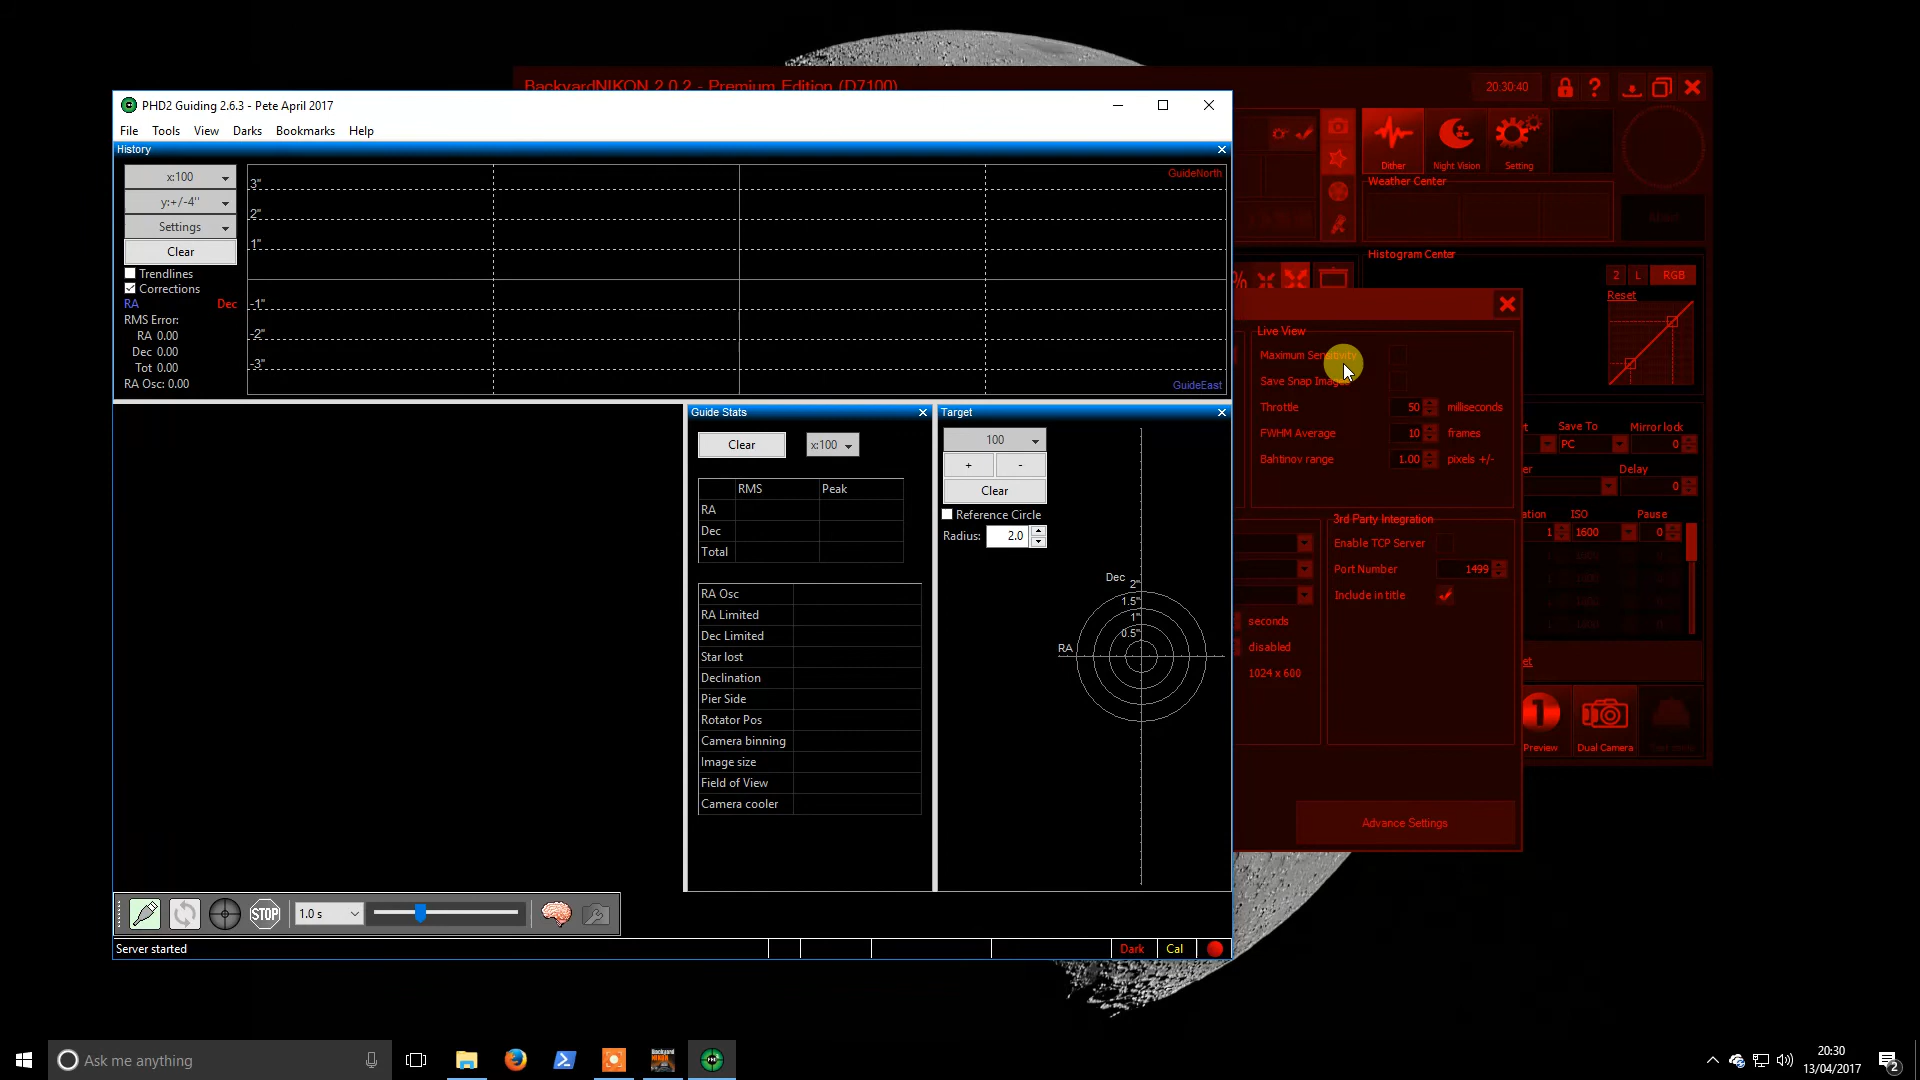 BackyardNIKON 2.0.2 - Premium Edition (D7100)
20:30:40
?
PHD2 Guiding 2.6.3 - Pete April 2017
File Tools View Darks Bookmarks Help
History
x:100
y:+/-4"
Settings
Clear
Trendlines
Corrections
RA Dec
RMS Error:
RA 0.00
Dec 0.00
Tot 0.00
RA Osc: 0.00
3"
2"
1"
-1"
-2"
-3"
GuideNorth
GuideEast
Guide Stats
Clear
x:100
RMS Peak
RA
Dec
Total
RA Osc
RA Limited
Dec Limited
Star lost
Declination
Pier Side
Rotator Pos
Camera binning
Image size
Field of View
Camera cooler
Target
100
+ -
Clear
Reference Circle
Radius: 2.0
Dec
2"
1.5"
1"
0.5"
RA
STOP
1.0 s
Server started
Dark Cal
Dither
Night Vision
Setting
Weather Center
Histogram Center
%
2 L RGB
Reset
Live View
Maximum Sensitivity
Save Snap Images
Throttle 50 milliseconds
FWHM Average 10 frames
Bahtinov range 1.00 pixels +/-
3rd Party Integration
Enable TCP Server
Port Number 1499
Include in title
seconds
disabled
1024 x 600
Advance Settings
Save To Mirror lock
PC 0
Delay
0
ISO Pause
1 1600 0
1
Preview
Dual Camera
Ask me anything
Backyard
NIKON
PHD
20:30
13/04/2017
2